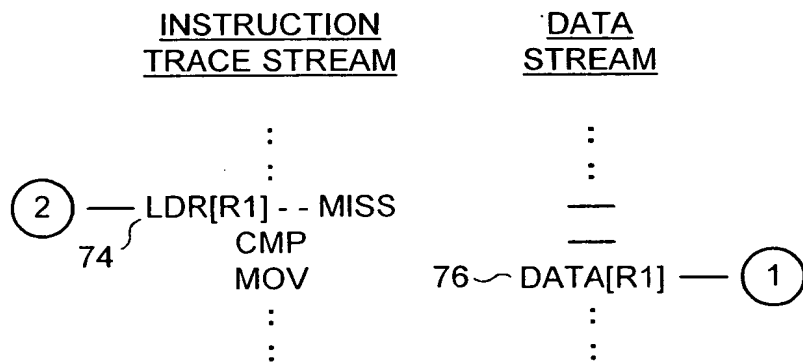 INSTRUCTION TRACE STREAM
DATA STREAM
2 LDR[R1] - - MISS
74
CMP
MOV
76 DATA[R1] 1